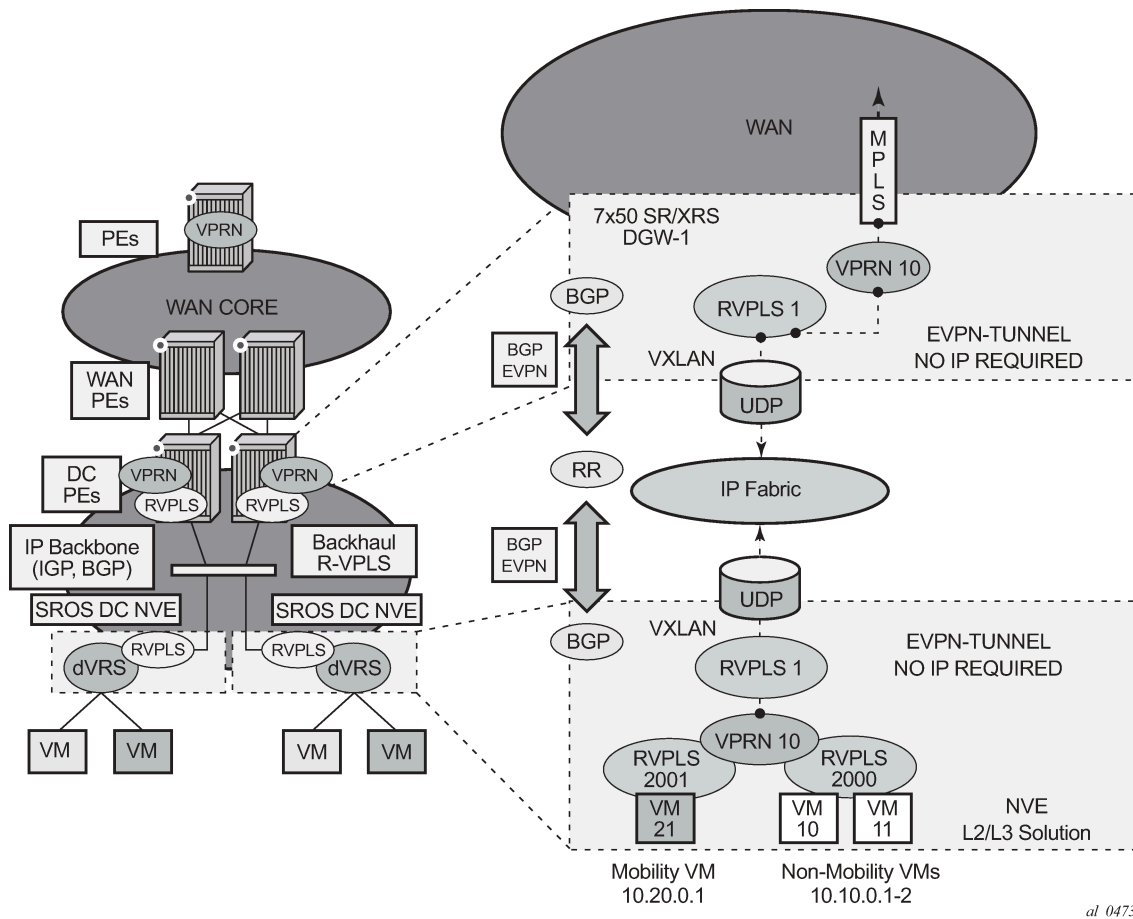 VPRN
PEs
WAN CORE
WAN
PEs
DC
PEs
VPRN
RVPLS
VPRN
RVPLS
IP Backbone
(IGP, BGP)
Backhaul
R-VPLS
SROS DC NVE
SROS DC NVE
RVPLS
dVRS
RVPLS
dVRS
VM
VM
VM
VM
WAN
M
P
L
S
7x50 SR/XRS
DGW-1
VPRN 10
BGP
RVPLS 1
EVPN-TUNNEL
NO IP REQUIRED
BGP
EVPN
VXLAN
UDP
RR
IP Fabric
BGP
EVPN
UDP
VXLAN
BGP
EVPN-TUNNEL
NO IP REQUIRED
RVPLS 1
VPRN 10
RVPLS
2001
RVPLS
2000
VM
21
VM
10
VM
11
NVE
L2/L3 Solution
Mobility VM
10.20.0.1
Non-Mobility VMs
10.10.0.1-2
al_0473